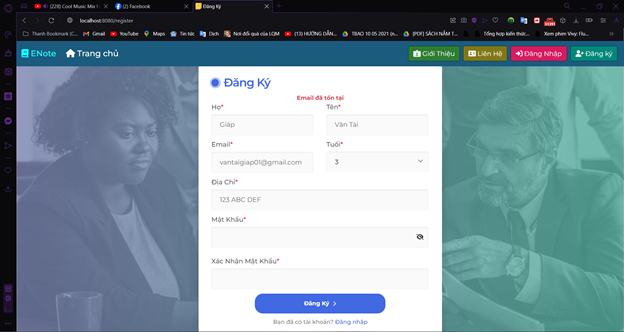 (228) Cool Music Mix
(2) Facebook
Đăng Ký
localhost:8080/register
Thanh Bookmark (C...
Gmail
YouTube
Maps
Tin tức
Dịch
Nơi đổi quà của LQM
(13) HƯỚNG DẪN...
TBAO 10 05 2021 (n...
(PDF) SÁCH NẤM T...
Tổng hợp kiến thức...
Xem phim Vivy: Flu...
ENote
Trang chủ
Giới Thiệu
Liên Hệ
Đăng Nhập
Đăng ký
Đăng Ký
Email đã tồn tại
Họ*
Tên*
Giáp
Văn Tài
Email*
Tuổi*
vantaigiap01@gmail.com
3
Địa Chỉ*
123 ABC DEF
Mật Khẩu*
Xác Nhận Mật Khẩu*
Đăng Ký
Bạn đã có tài khoản? Đăng nhập